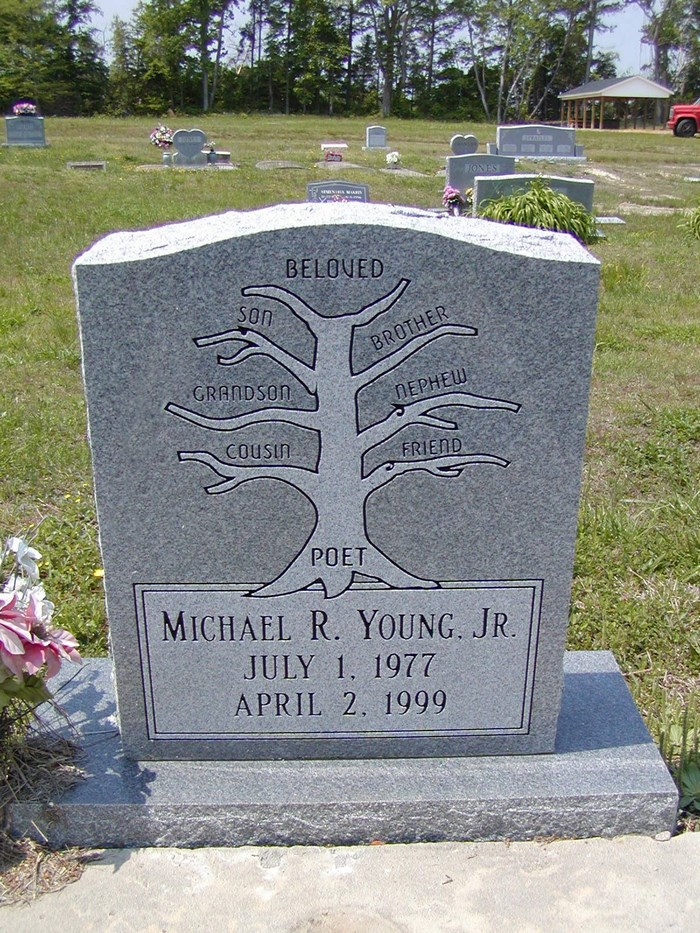 BELOVED
SON
BROTHER
GRANDSON
NEPHEW
COUSIN
FRIEND
POET
MICHAEL R. YOUNG, JR.
JULY 1, 1977
APRIL 2, 1999
JONES